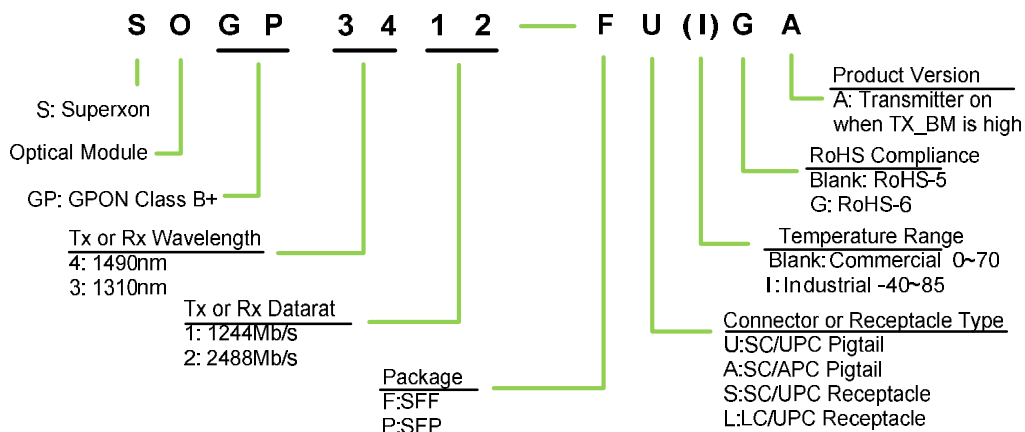 S O G P 3 4 1 2 — F U (I) G A
S: Superxon
Optical Module
GP: GPON Class B+
Tx or Rx Wavelength
4: 1490nm
3: 1310nm
Tx or Rx Datarat
1: 1244Mb/s
2: 2488Mb/s
Package
F:SFF
P:SFP
Product Version
A: Transmitter on
when TX_BM is high
RoHS Compliance
Blank: RoHS-5
G: RoHS-6
Temperature Range
Blank: Commercial 0~70
I: Industrial -40~85
Connector or Receptacle Type
U:SC/UPC Pigtail
A:SC/APC Pigtail
S:SC/UPC Receptacle
L:LC/UPC Receptacle